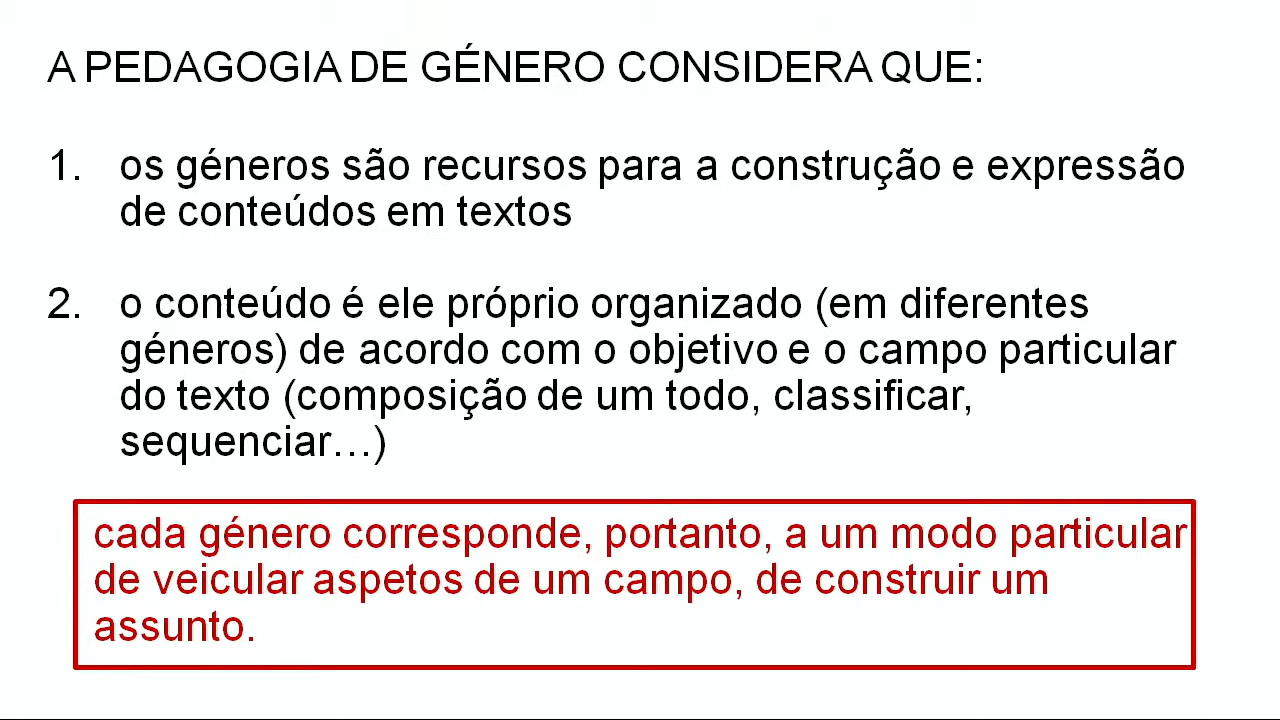 A PEDAGOGIA DE GÉNERO CONSIDERA QUE:
1. os géneros são recursos para a construção e expressão
de conteúdos em textos
2. o conteúdo é ele próprio organizado (em diferentes
géneros) de acordo com o objetivo e o campo particular
do texto (composição de um todo, classificar,
sequenciar…)
cada género corresponde, portanto, a um modo particular
de veicular aspetos de um campo, de construir um
assunto.